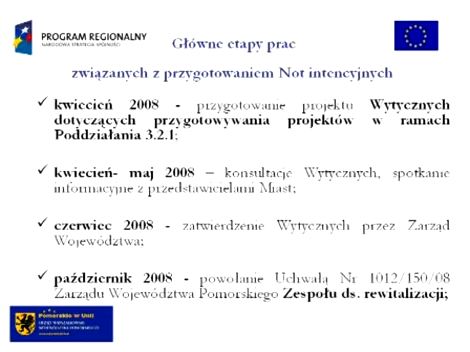 PROGRAM REGIONALNY
NARODOWA STRATEGIA SPÓJNOŚCI
Główne etapy prac
związanych z przygotowaniem Not intencyjnych
✓ kwiecień 2008 - przygotowanie projektu Wytycznych
dotyczących przygotowywania projektów w ramach
Poddziałania 3.2.1;
✓ kwiecień- maj 2008 – konsultacje Wytycznych, spotkanie
informacyjne z przedstawicielami Miast;
✓ czerwiec 2008 - zatwierdzenie Wytycznych przez Zarząd
Województwa;
✓ październik 2008 - powołanie Uchwałą Nr 1012/150/08
Zarządu Województwa Pomorskiego Zespołu ds. rewitalizacji;
Pomorskie w Unii
URZĄD MARSZAŁKOWSKI
WOJEWÓDZTWA POMORSKIEGO